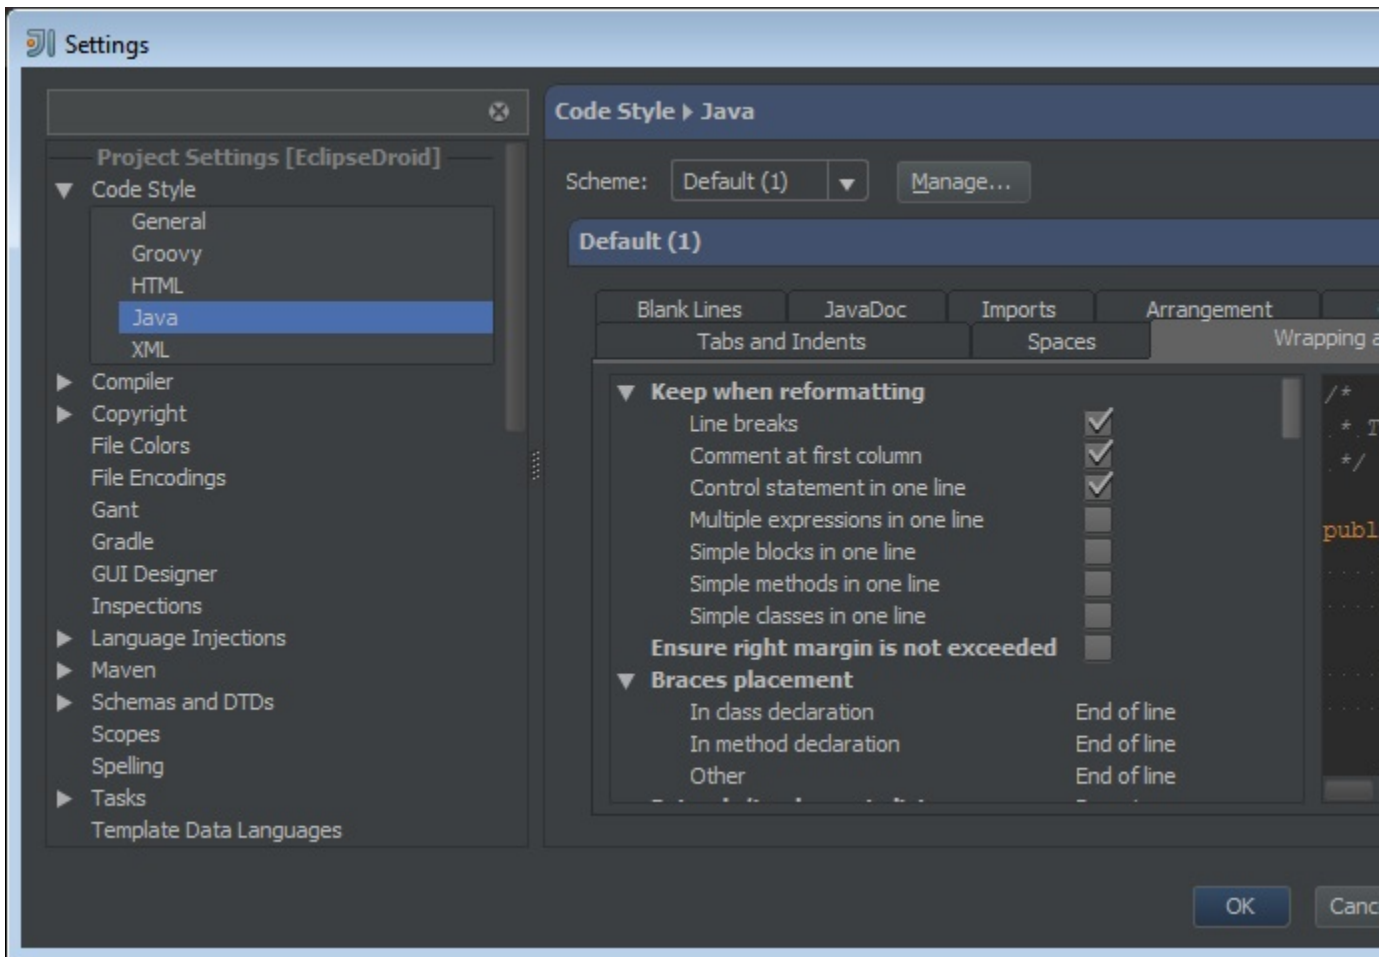 Settings
Project Settings [EclipseDroid]
Code Style
General
Groovy
HTML
Java
XML
Compiler
Copyright
File Colors
File Encodings
Gant
Gradle
GUI Designer
Inspections
Language Injections
Maven
Schemas and DTDs
Scopes
Spelling
Tasks
Template Data Languages
Code Style Java
Scheme: Default (1) Manage...
Default (1)
Blank Lines JavaDoc Imports Arrangement
Tabs and Indents Spaces Wrapping a
Keep when reformatting
Line breaks
Comment at first column
Control statement in one line
Multiple expressions in one line
Simple blocks in one line
Simple methods in one line
Simple classes in one line
Ensure right margin is not exceeded
Braces placement
In class declaration End of line
In method declaration End of line
Other End of line
/*
* T
*/
publ
OK Canc